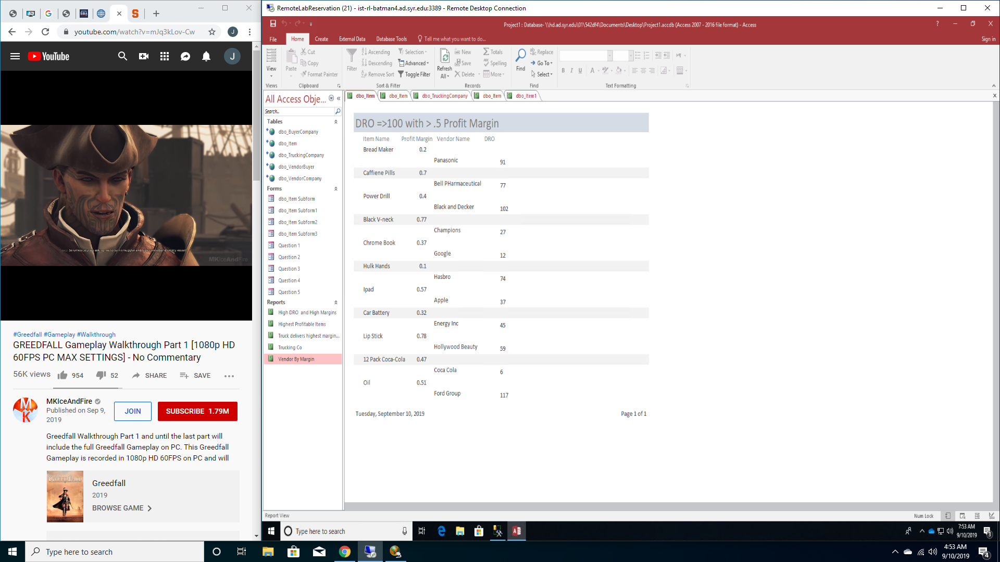 RemoteLabReservation (21) - ist-rl-batman4.ad.syr.edu:3389 - Remote Desktop Connection
youtube.com/watch?v=mJq3kLov-Cw
J
YouTube
J
MKIceAndFire
#Greedfall #Gameplay #Walkthrough
GREEDFALL Gameplay Walkthrough Part 1 [1080p HD
60FPS PC MAX SETTINGS] - No Commentary
56K views 954 52 SHARE SAVE
MK
MKIceAndFire
Published on Sep 9,
2019
JOIN
SUBSCRIBE 1.79M
Greedfall Walkthrough Part 1 and until the last part will
include the full Greedfall Gameplay on PC. This Greedfall
Gameplay is recorded in 1080p HD 60FPS on PC and will
GREEDFALL
Greedfall
2019
BROWSE GAME
Project1 : Database- \\hd.ad.syr.edu\01\542df4\Documents\Desktop\Project1.accdb (Access 2007 - 2016 file format) - Access
File Home Create External Data Database Tools Tell me what you want to do... Sign in
View
Views
Paste
Cut
Copy
Format Painter
Clipboard
Filter
Ascending
Descending
Remove Sort
Selection
Advanced
Toggle Filter
Sort & Filter
Refresh
All
New
Save
Delete
Totals
Spelling
More
Records
Find
Replace
Go To
Select
Find
B I U A
Text Formatting
All Access Obje...
Search..
Tables
dbo_BuyerCompany
dbo_Item
dbo_TruckingCompany
dbo_VendorBuyer
dbo_VendorCompany
Forms
dbo_Item Subform
dbo_Item Subform1
dbo_Item Subform2
dbo_Item Subform3
Question 1
Question 2
Question 3
Question 4
Question 5
Reports
High DRO and High Margins
Highest Profitable Items
Truck delivers highest margin...
Trucking Co
Vendor By Margin
dbo_Item dbo_Item dbo_TruckingCompany dbo_Item dbo_Item1
DRO =>100 with > .5 Profit Margin
Item Name Profit Margin Vendor Name DRO
Bread Maker 0.2
Panasonic 91
Caffiene Pills 0.7
Bell PHarmaceutical 77
Power Drill 0.4
Black and Decker 102
Black V-neck 0.77
Champions 27
Chrome Book 0.37
Google 12
Hulk Hands 0.1
Hasbro 74
Ipad 0.57
Apple 37
Car Battery 0.32
Energy Inc 45
Lip Stick 0.78
Hollywood Beauty 59
12 Pack Coca-Cola 0.47
Coca Cola 6
Oil 0.51
Ford Group 117
Tuesday, September 10, 2019 Page 1 of 1
Report View Num Lock
Type here to search
7:53 AM
9/10/2019
3
Type here to search
4:53 AM
9/10/2019
4